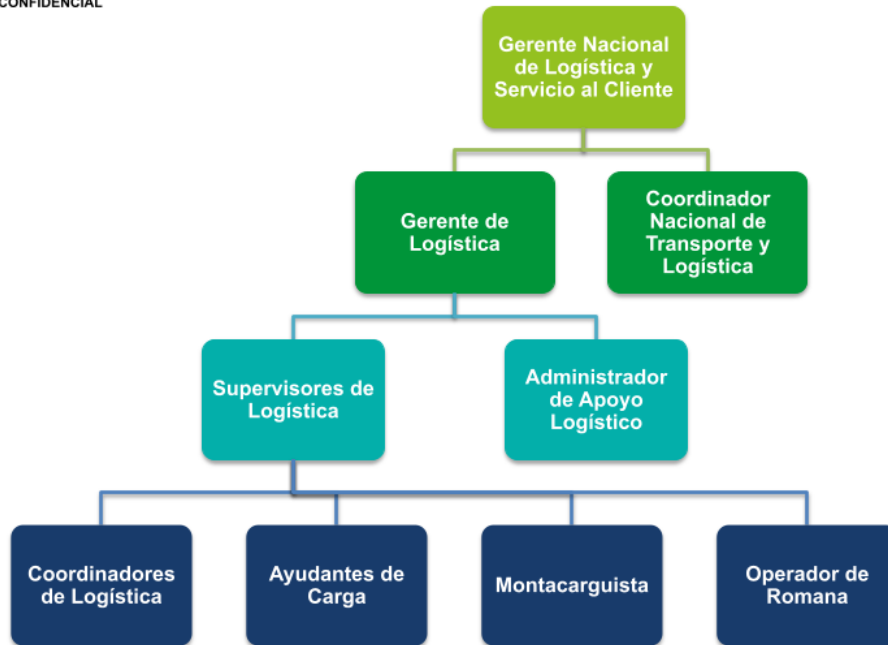 CONFIDENCIAL
Gerente Nacional
de Logística y
Servicio al Cliente
Gerente de
Logística
Coordinador
Nacional de
Transporte y
Logística
Supervisores de
Logística
Administrador
de Apoyo
Logístico
Coordinadores
de Logística
Ayudantes de
Carga
Montacarguista
Operador de
Romana